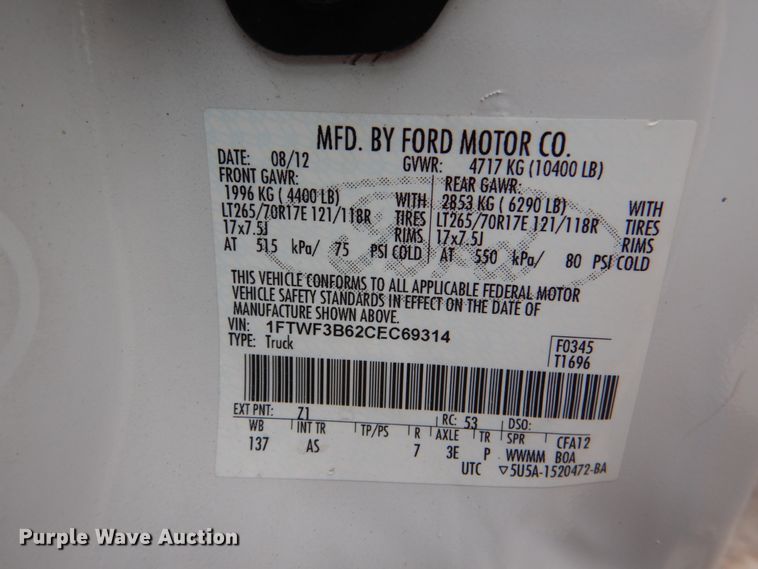 MFD. BY FORD MOTOR CO.
DATE: 08/12 GVWR: 4717 KG (10400 LB)
FRONT GAWR: REAR GAWR:
1996 KG ( 4400 LB) WITH 2853 KG ( 6290 LB) WITH
LT265/70R17E 121/118R TIRES LT265/70R17E 121/118R TIRES
17x7.5J RIMS 17x7.5J RIMS
AT 515 kPa/ 75 PSI COLD AT 550 kPa/ 80 PSI COLD
Ford
THIS VEHICLE CONFORMS TO ALL APPLICABLE FEDERAL MOTOR
VEHICLE SAFETY STANDARDS IN EFFECT ON THE DATE OF
MANUFACTURE SHOWN ABOVE.
VIN: 1FTWF3B62CEC69314
TYPE: Truck
F0345
T1696
EXT PNT: Z1 RC: 53 DSO:
WB INT TR TP/PS R AXLE TR SPR CFA12
137 AS 7 3E P WWMM BOA
UTC ▽5U5A-1520472-BA
Purple Wave Auction